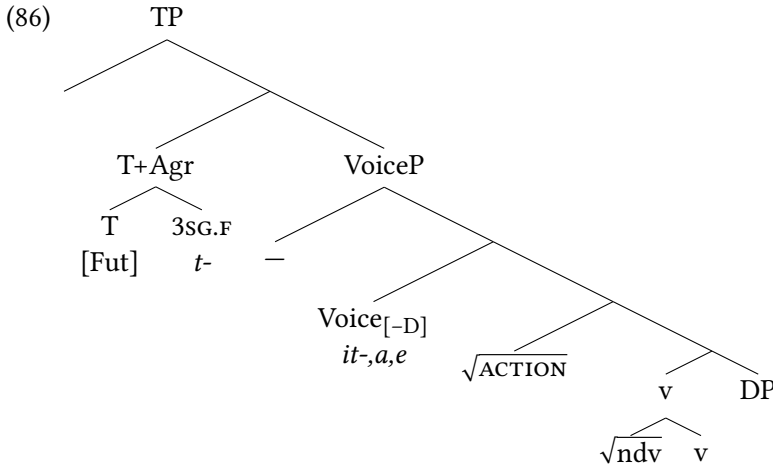 (86) TP
T+Agr VoiceP
T 3SG.F –
[Fut] t-
Voice[–D]
it-,a,e √ACTION
v DP
√ndv v